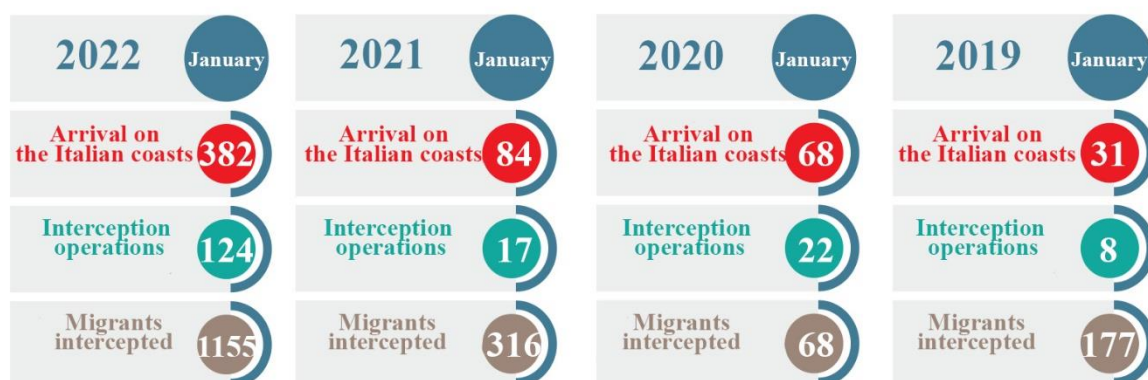 2022 January
Arrival on
the Italian coasts 382
Interception
operations 124
Migrants
intercepted 1155
2021 January
Arrival on
the Italian coasts 84
Interception
operations 17
Migrants
intercepted 316
2020 January
Arrival on
the Italian coasts 68
Interception
operations 22
Migrants
intercepted 68
2019 January
Arrival on
the Italian coasts 31
Interception
operations 8
Migrants
intercepted 177